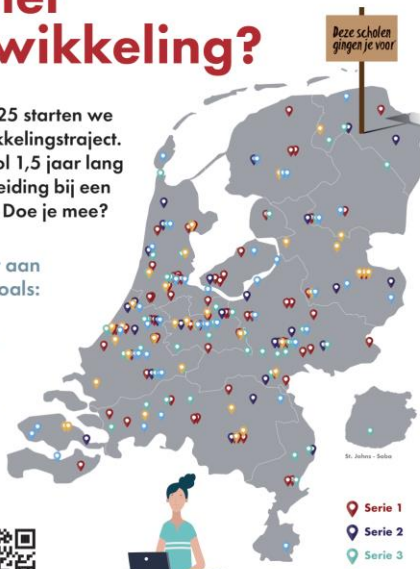 wikkeling?
Deze scholen
gingen je voor
25 starten we
kkelingstraject.
ol 1,5 jaar lang
eiding bij een
Doe je mee?
aan
oals:
St. Johns - Saba
Serie 1
Serie 2
Serie 3